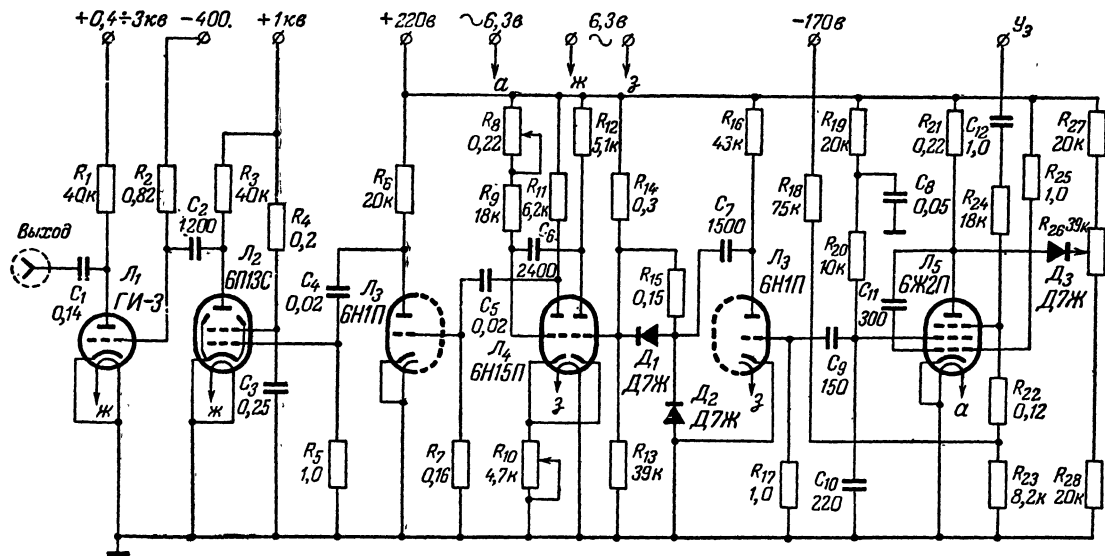 +0,4÷3кв
-400.
+1кв
+220в
~6,3в
6,3в
~
-170в
Уз
а
ж
з
R1
40к
R2
0,82
R3
40к
R4
0,2
C2
1200
Выход
C1
0,14
Л1
ГИ-3
Л2
6П13С
C3
0,25
ж
ж
R5
1,0
C4
0,02
R6
20к
Л3
6Н1П
R7
0,16
C5
0,02
R8
0,22
R9
18к
R11
6,2к
R12
5,1к
C6
2400
Л4
6Н15П
з
R10
4,7к
R14
0,3
R15
0,15
R13
39к
Д1
Д7Ж
Д2
Д7Ж
C7
1500
R16
43к
Л3
6Н1П
з
R17
1,0
R18
75к
R19
20к
R20
10к
C8
0,05
C9
150
C10
220
C11
300
R21
0,22
C12
1,0
R24
18к
R25
1,0
Л5
6Ж2П
а
R22
0,12
R23
8,2к
R26 39к
Д3
Д7Ж
R27
20к
R28
20к